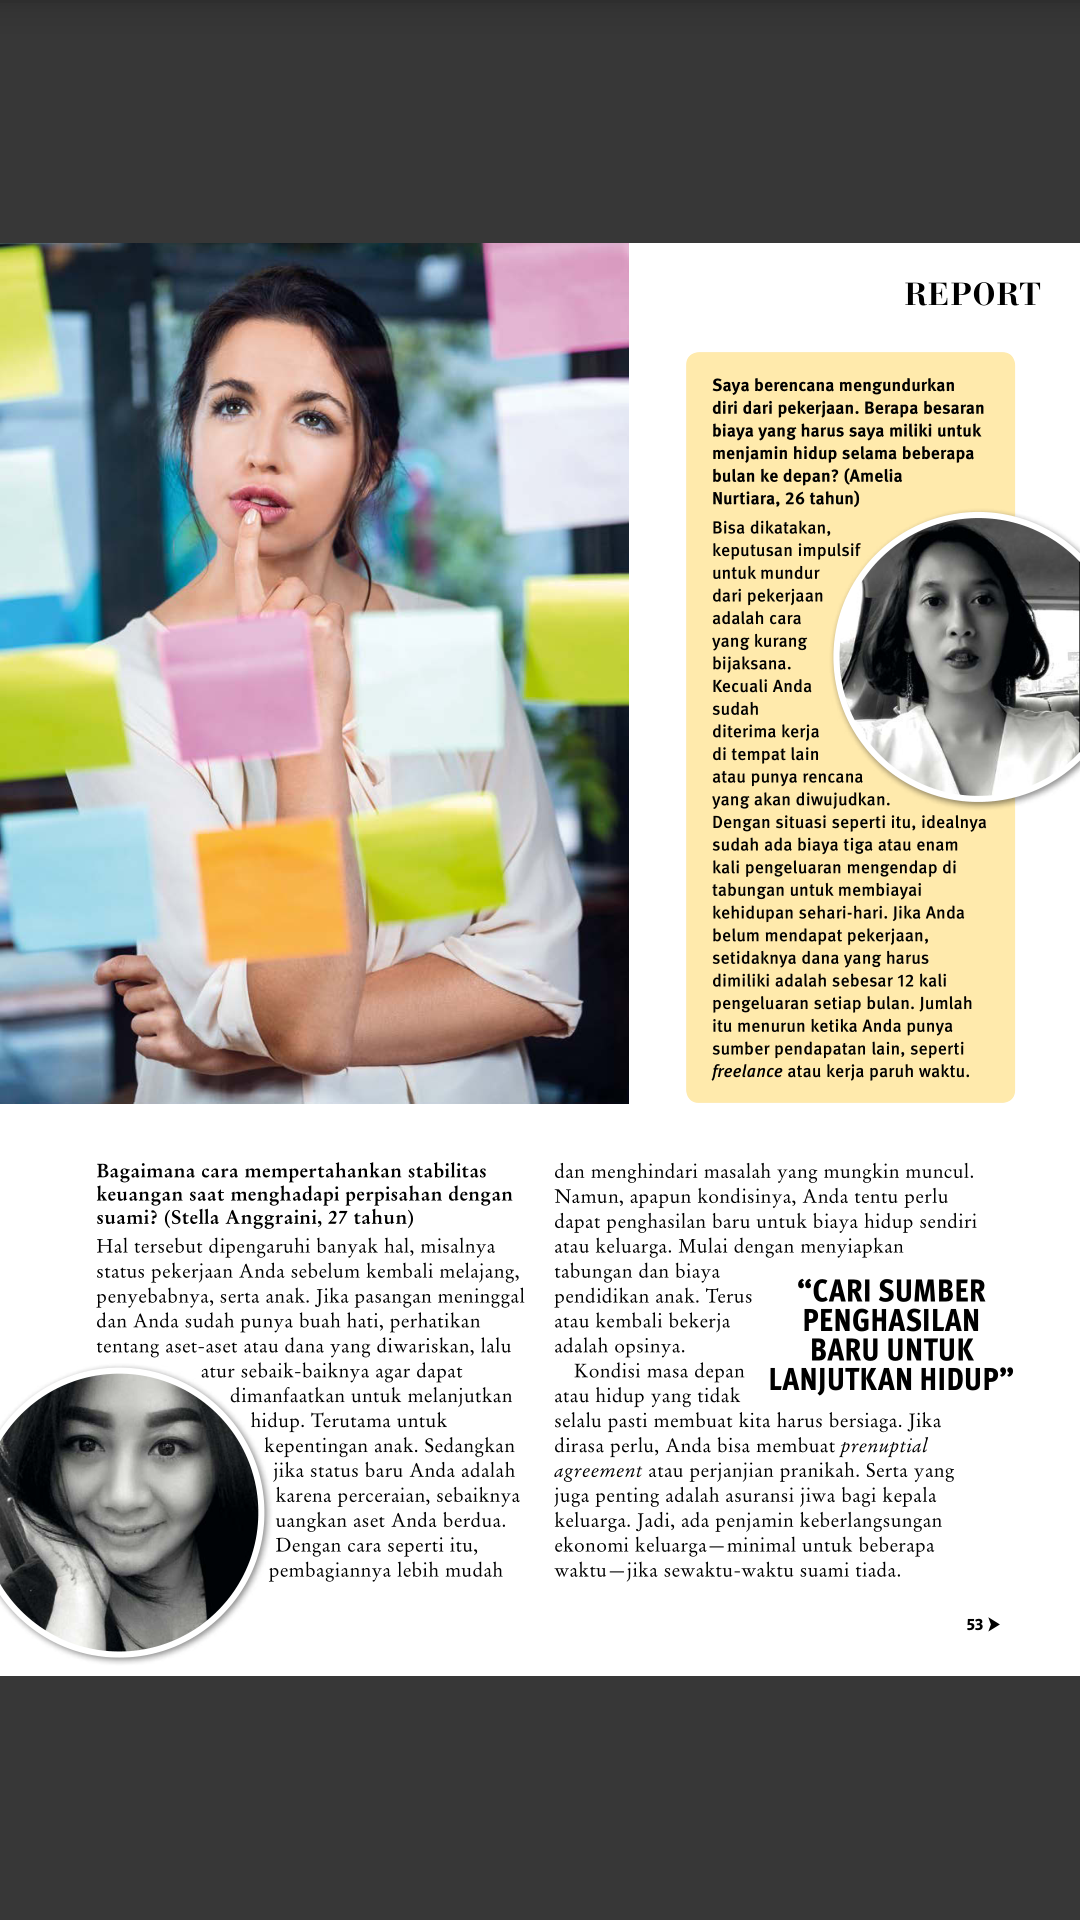 REPORT
Saya berencana mengundurkan
diri dari pekerjaan. Berapa besaran
biaya yang harus saya miliki untuk
menjamin hidup selama beberapa
bulan ke depan? (Amelia
Nurtiara, 26 tahun)
Bisa dikatakan,
keputusan impulsif
untuk mundur
dari pekerjaan
adalah cara
yang kurang
bijaksana.
Kecuali Anda
sudah
diterima kerja
di tempat lain
atau punya rencana
yang akan diwujudkan.
Dengan situasi seperti itu, idealnya
sudah ada biaya tiga atau enam
kali pengeluaran mengendap di
tabungan untuk membiayai
kehidupan sehari-hari. Jika Anda
belum mendapat pekerjaan,
setidaknya dana yang harus
dimiliki adalah sebesar 12 kali
pengeluaran setiap bulan. Jumlah
itu menurun ketika Anda punya
sumber pendapatan lain, seperti
freelance atau kerja paruh waktu.
Bagaimana cara mempertahankan stabilitas
keuangan saat menghadapi perpisahan dengan
suami? (Stella Anggraini, 27 tahun)
Hal tersebut dipengaruhi banyak hal, misalnya
status pekerjaan Anda sebelum kembali melajang,
penyebabnya, serta anak. Jika pasangan meninggal
dan Anda sudah punya buah hati, perhatikan
tentang aset-aset atau dana yang diwariskan, lalu
atur sebaik-baiknya agar dapat
dimanfaatkan untuk melanjutkan
hidup. Terutama untuk
kepentingan anak. Sedangkan
jika status baru Anda adalah
karena perceraian, sebaiknya
uangkan aset Anda berdua.
Dengan cara seperti itu,
pembagiannya lebih mudah
dan menghindari masalah yang mungkin muncul.
Namun, apapun kondisinya, Anda tentu perlu
dapat penghasilan baru untuk biaya hidup sendiri
atau keluarga. Mulai dengan menyiapkan
tabungan dan biaya
pendidikan anak. Terus
atau kembali bekerja
adalah opsinya.
Kondisi masa depan
atau hidup yang tidak
selalu pasti membuat kita harus bersiaga. Jika
dirasa perlu, Anda bisa membuat prenuptial
agreement atau perjanjian pranikah. Serta yang
juga penting adalah asuransi jiwa bagi kepala
keluarga. Jadi, ada penjamin keberlangsungan
ekonomi keluarga—minimal untuk beberapa
waktu—jika sewaktu-waktu suami tiada.
“CARI SUMBER
PENGHASILAN
BARU UNTUK
LANJUTKAN HIDUP”
53